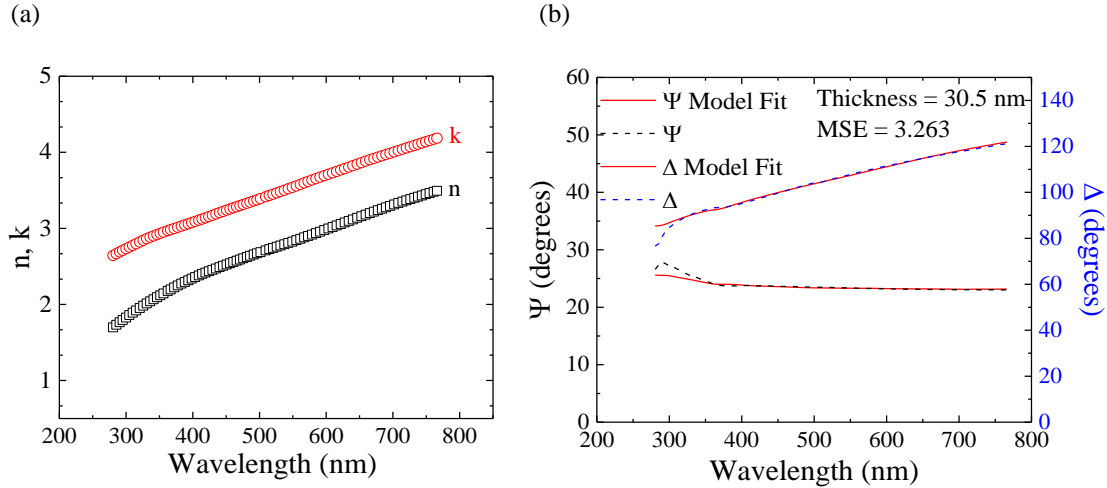 (a)
(b)
5
4
3
2
1
k
n
n, k
200 300 400 500 600 700 800
Wavelength (nm)
60
50
40
30
20
10
0
Ψ (degrees)
Ψ Model Fit
Ψ
Δ Model Fit
Δ
Thickness = 30.5 nm
MSE = 3.263
140
120
100
80
60
40
20
0
Δ (degrees)
200 300 400 500 600 700 800
Wavelength (nm)